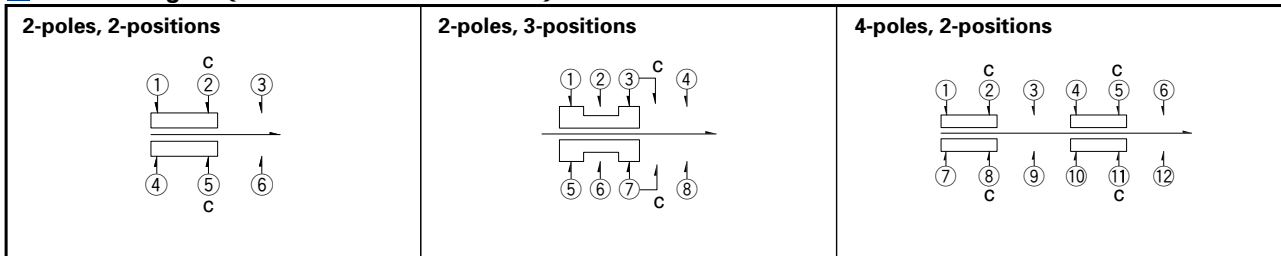 2-poles, 2-positions
C
① ② ③
④ ⑤ ⑥
C
2-poles, 3-positions
① ② ③ C ④
⑤ ⑥ ⑦ C ⑧
4-poles, 2-positions
C C
① ② ③ ④ ⑤ ⑥
⑦ ⑧ ⑨ ⑩ ⑪ ⑫
C C